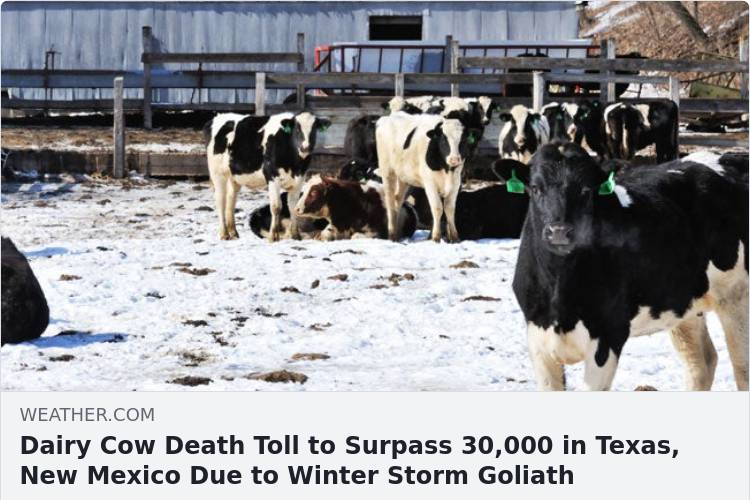 WEATHER.COM
Dairy Cow Death Toll to Surpass 30,000 in Texas,
New Mexico Due to Winter Storm Goliath